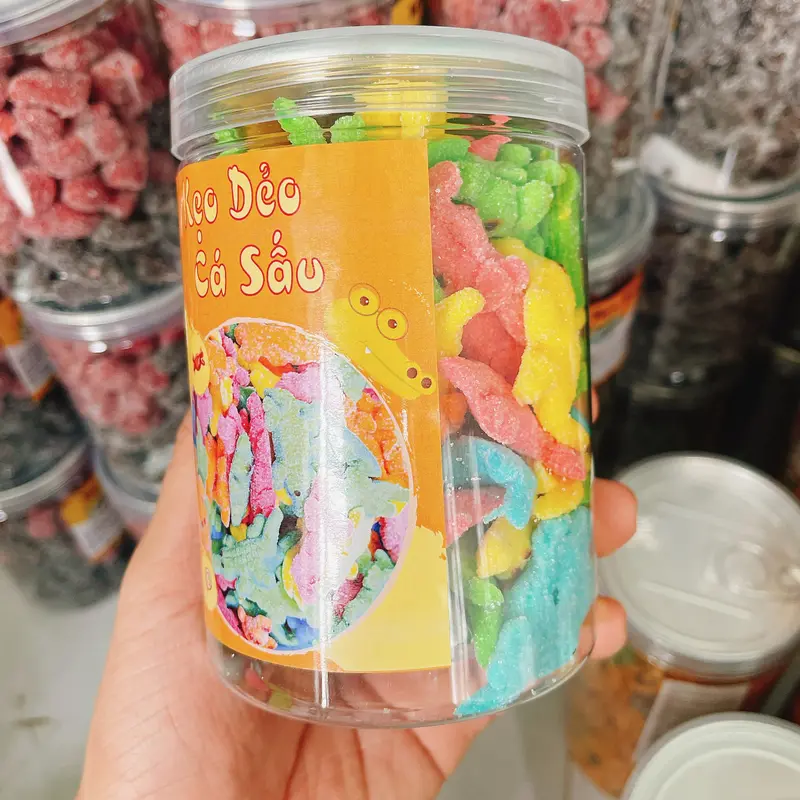 Kẹo Dẻo
Cá Sấu